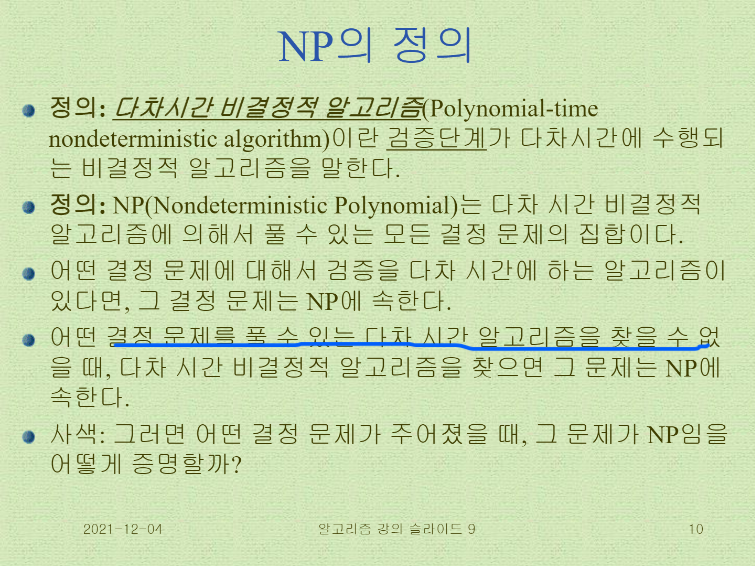 NP의 정의
정의: 다차시간 비결정적 알고리즘(Polynomial-time
nondeterministic algorithm)이란 검증단계가 다차시간에 수행되
는 비결정적 알고리즘을 말한다.
정의: NP(Nondeterministic Polynomial)는 다차 시간 비결정적
알고리즘에 의해서 풀 수 있는 모든 결정 문제의 집합이다.
어떤 결정 문제에 대해서 검증을 다차 시간에 하는 알고리즘이
있다면, 그 결정 문제는 NP에 속한다.
어떤 결정 문제를 풀 수 있는 다차 시간 알고리즘을 찾을 수 없
을 때, 다차 시간 비결정적 알고리즘을 찾으면 그 문제는 NP에
속한다.
사색: 그러면 어떤 결정 문제가 주어졌을 때, 그 문제가 NP임을
어떻게 증명할까?
2021-12-04 알고리즘 강의 슬라이드 9 10